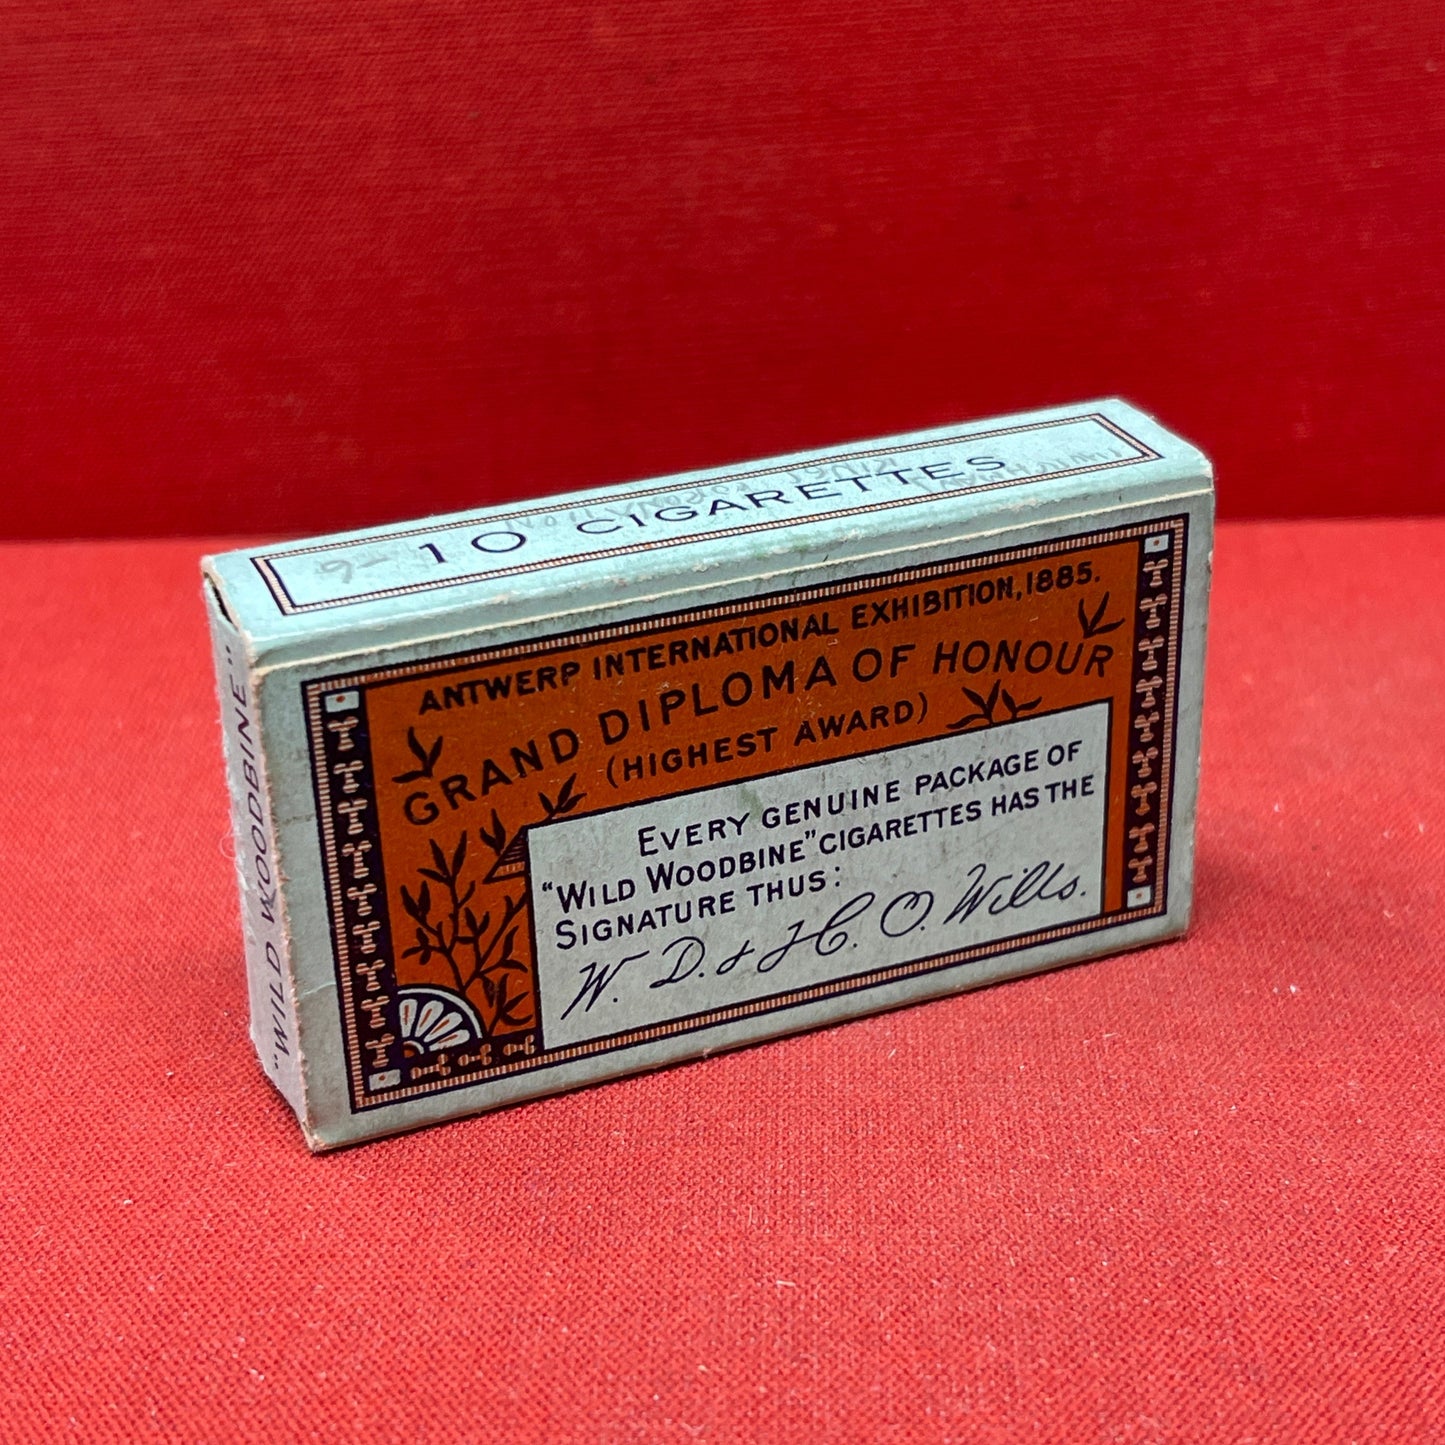 10 CIGARETTES
ANTWERP INTERNATIONAL EXHIBITION, 1885.
GRAND DIPLOMA OF HONOUR
(HIGHEST AWARD)
EVERY GENUINE PACKAGE OF
"WILD WOODBINE" CIGARETTES HAS THE
SIGNATURE THUS:
W. D. & H. O. Wills.
"WILD WOODBINE"